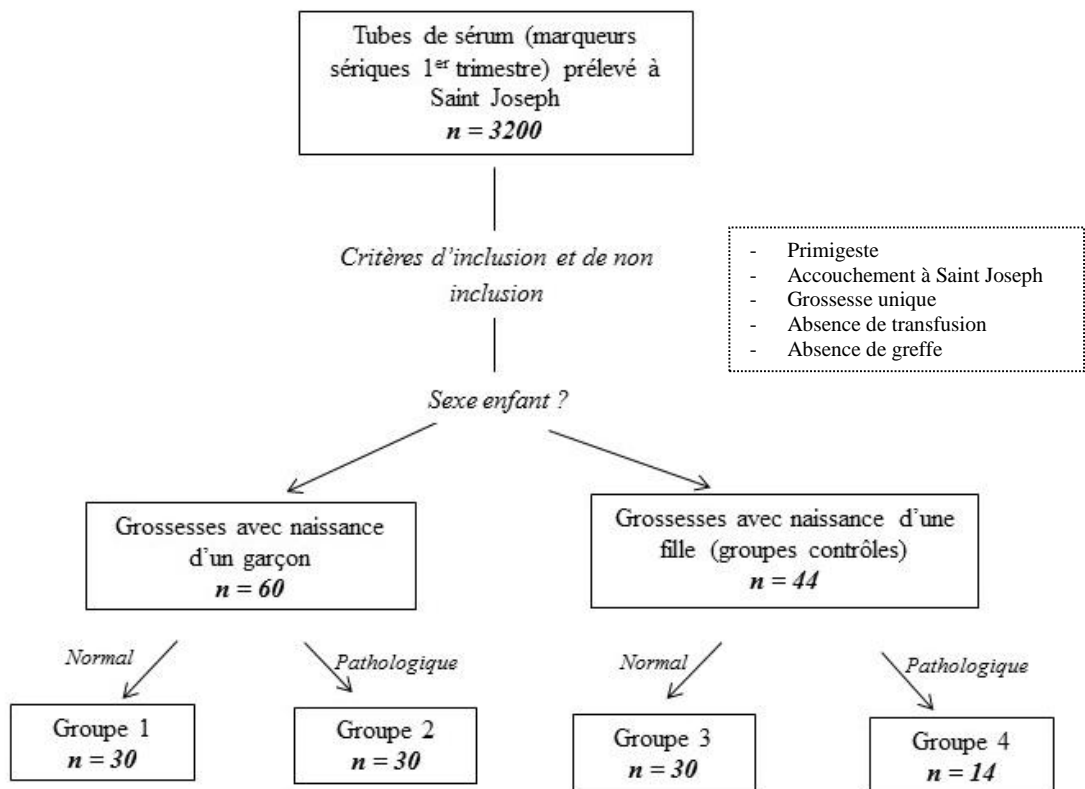 Tubes de sérum (marqueurs
sériques 1er trimestre) prélevé à
Saint Joseph
n = 3200
Critères d'inclusion et de non
inclusion
- Primigeste
- Accouchement à Saint Joseph
- Grossesse unique
- Absence de transfusion
- Absence de greffe
Sexe enfant ?
Grossesses avec naissance
d'un garçon
n = 60
Grossesses avec naissance d'une
fille (groupes contrôles)
n = 44
Normal
Pathologique
Normal
Pathologique
Groupe 1
n = 30
Groupe 2
n = 30
Groupe 3
n = 30
Groupe 4
n = 14